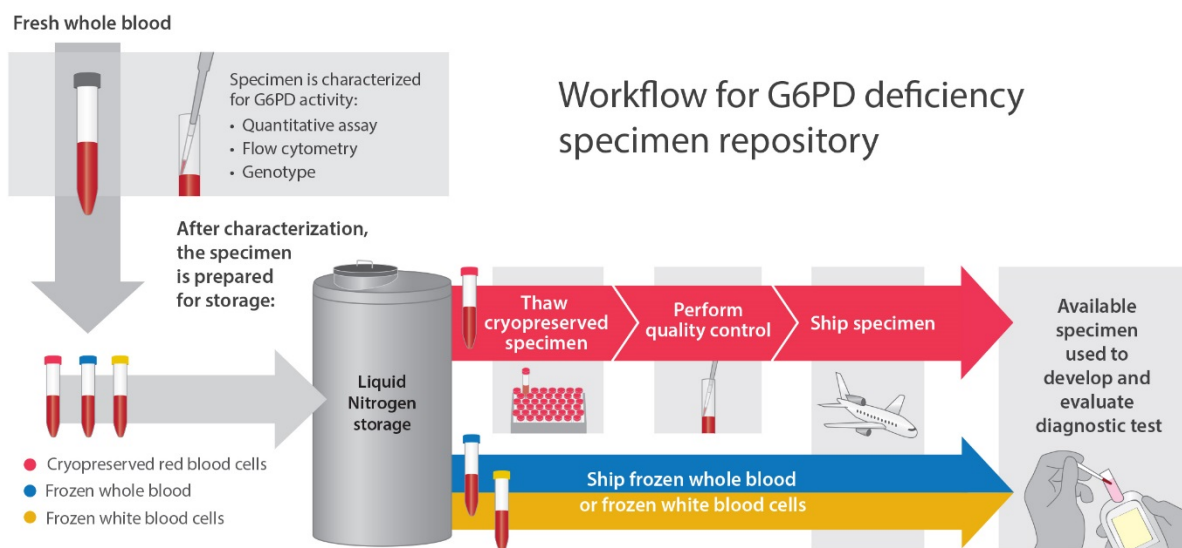 Fresh whole blood
Specimen is characterized
for G6PD activity:
• Quantitative assay
• Flow cytometry
• Genotype
Workflow for G6PD deficiency
specimen repository
After characterization,
the specimen
is prepared
for storage:
Liquid
Nitrogen
storage
Thaw
cryopreserved
specimen
Perform
quality control
Ship specimen
Available
specimen
used to
develop and
evaluate
diagnostic test
Cryopreserved red blood cells
Frozen whole blood
Frozen white blood cells
Ship frozen whole blood
or frozen white blood cells